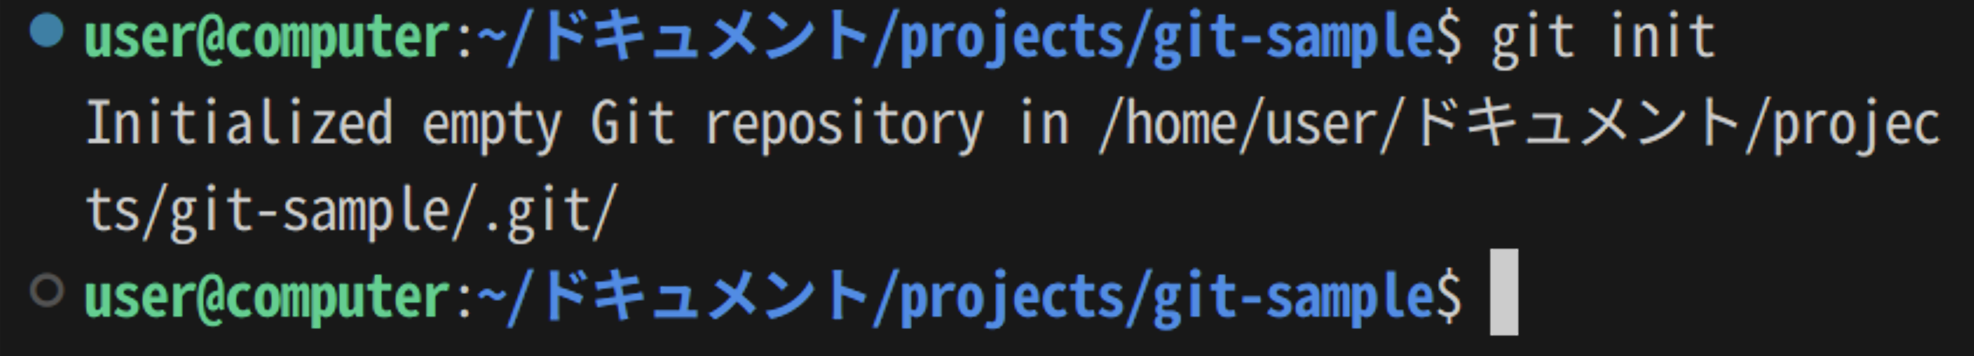 user@computer:~/ドキュメント/projects/git-sample$ git init
Initialized empty Git repository in /home/user/ドキュメント/projec
ts/git-sample/.git/
user@computer:~/ドキュメント/projects/git-sample$